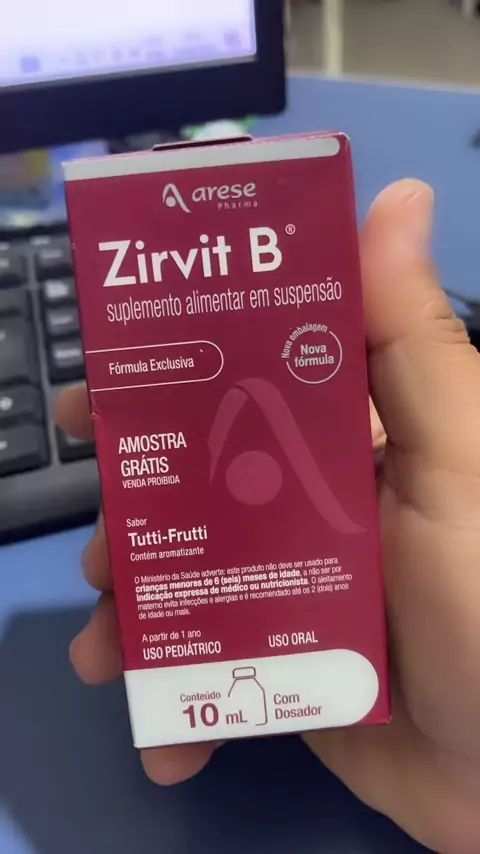 arese
Pharma
Zirvit B®
suplemento alimentar em suspensão
Fórmula Exclusiva
Nova embalagem
Nova
fórmula
AMOSTRA
GRÁTIS
VENDA PROIBIDA
Sabor
Tutti-Frutti
Contém aromatizante
O Ministério da Saúde adverte: este produto não deve ser usado para
crianças menores de 6 (seis) meses de idade, a não ser por
indicação expressa de médico ou nutricionista. O aleitamento
materno evita infecções e alergias e é recomendado até os 2 (dois) anos
de idade ou mais.
A partir de 1 ano
USO PEDIÁTRICO
USO ORAL
Conteúdo
10 mL
Com
Dosador